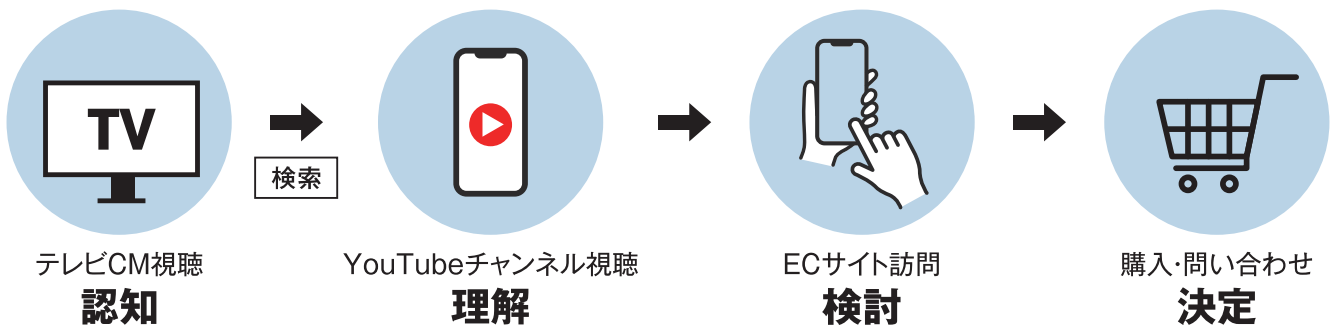 TV
検索
テレビCM視聴
認知
YouTubeチャンネル視聴
理解
ECサイト訪問
検討
購入·問い合わせ
決定